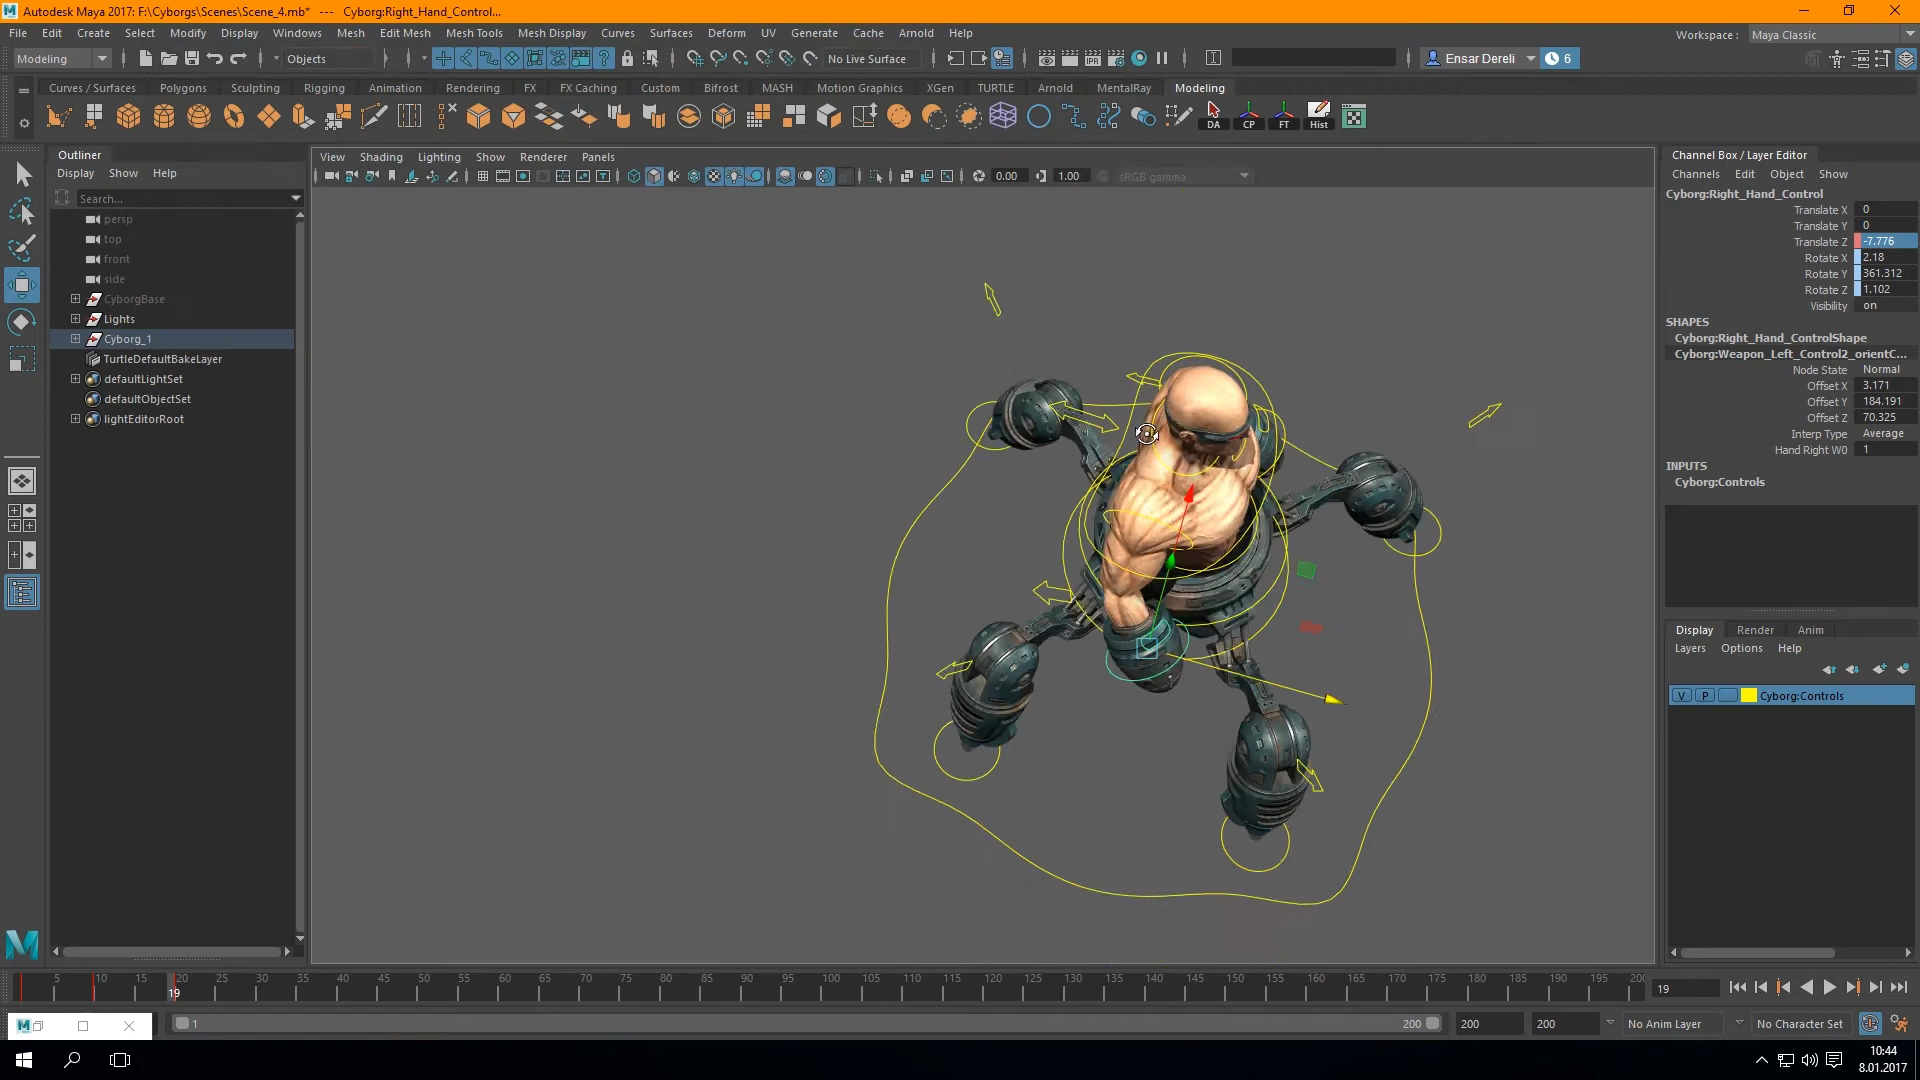 Autodesk Maya 2017: F:\Cyborgs\Scenes\Scene_4.mb* --- Cyborg:Right_Hand_Control...
File Edit Create Select Modify Display Windows Mesh Edit Mesh Mesh Tools Mesh Display Curves Surfaces Deform UV Generate Cache Arnold Help
Workspace : Maya Classic
Modeling Objects No Live Surface IPR Ensar Dereli 6
Curves / Surfaces Polygons Sculpting Rigging Animation Rendering FX FX Caching Custom Bifrost MASH Motion Graphics XGen TURTLE Arnold MentalRay Modeling
DA CP FT Hist
Outliner
Display Show Help
Search...
persp
top
front
side
CyborgBase
Lights
Cyborg_1
TurtleDefaultBakeLayer
defaultLightSet
defaultObjectSet
lightEditorRoot
View Shading Lighting Show Renderer Panels
0.00 1.00 sRGB gamma
Channel Box / Layer Editor
Channels Edit Object Show
Cyborg:Right_Hand_Control
Translate X 0
Translate Y 0
Translate Z -7.776
Rotate X 2.18
Rotate Y 361.312
Rotate Z 1.102
Visibility on
SHAPES
Cyborg:Right_Hand_ControlShape
Cyborg:Weapon_Left_Control2_orientC...
Node State Normal
Offset X 3.171
Offset Y 184.191
Offset Z 70.325
Interp Type Average
Hand Right W0 1
INPUTS
Cyborg:Controls
Display Render Anim
Layers Options Help
V P Cyborg:Controls
5 10 15 20 25 30 35 40 45 50 55 60 65 70 75 80 85 90 95 100 105 110 115 120 125 130 135 140 145 150 155 160 165 170 175 180 185 190 195 200
19
19
1 200 200 200 No Anim Layer No Character Set
10:44
8.01.2017